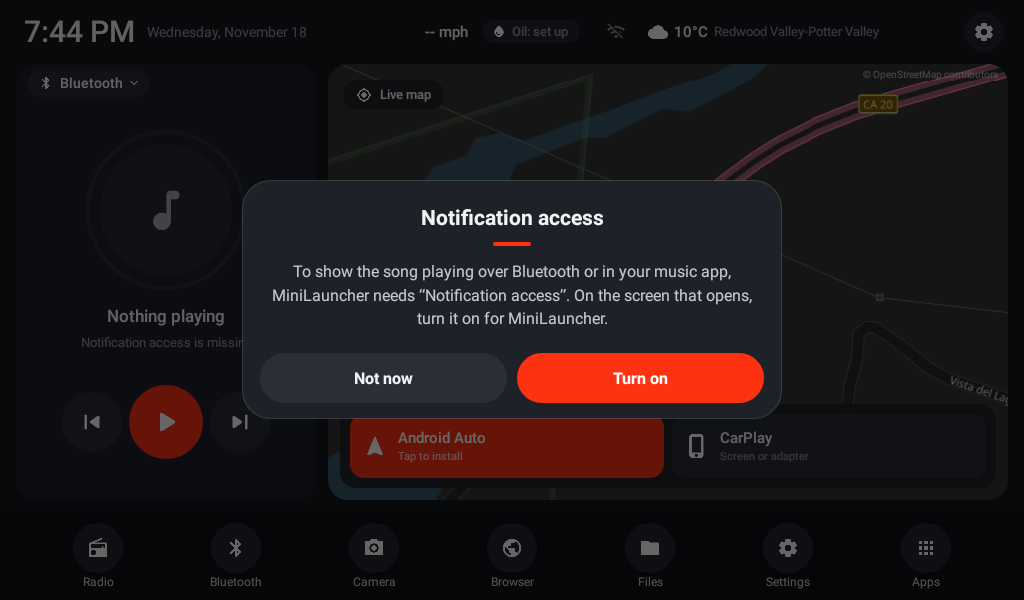 7:44 PM
Wednesday, November 18
-- mph
Oil: set up
10°C
Redwood Valley-Potter Valley
Bluetooth
Live map
© OpenStreetMap contributors
CA 20
Notification access
To show the song playing over Bluetooth or in your music app,
MiniLauncher needs “Notification access”. On the screen that opens,
turn it on for MiniLauncher.
Not now
Turn on
Nothing playing
Notification access is missin
Vista del Lag
Android Auto
Tap to install
CarPlay
Screen or adapter
Radio
Bluetooth
Camera
Browser
Files
Settings
Apps